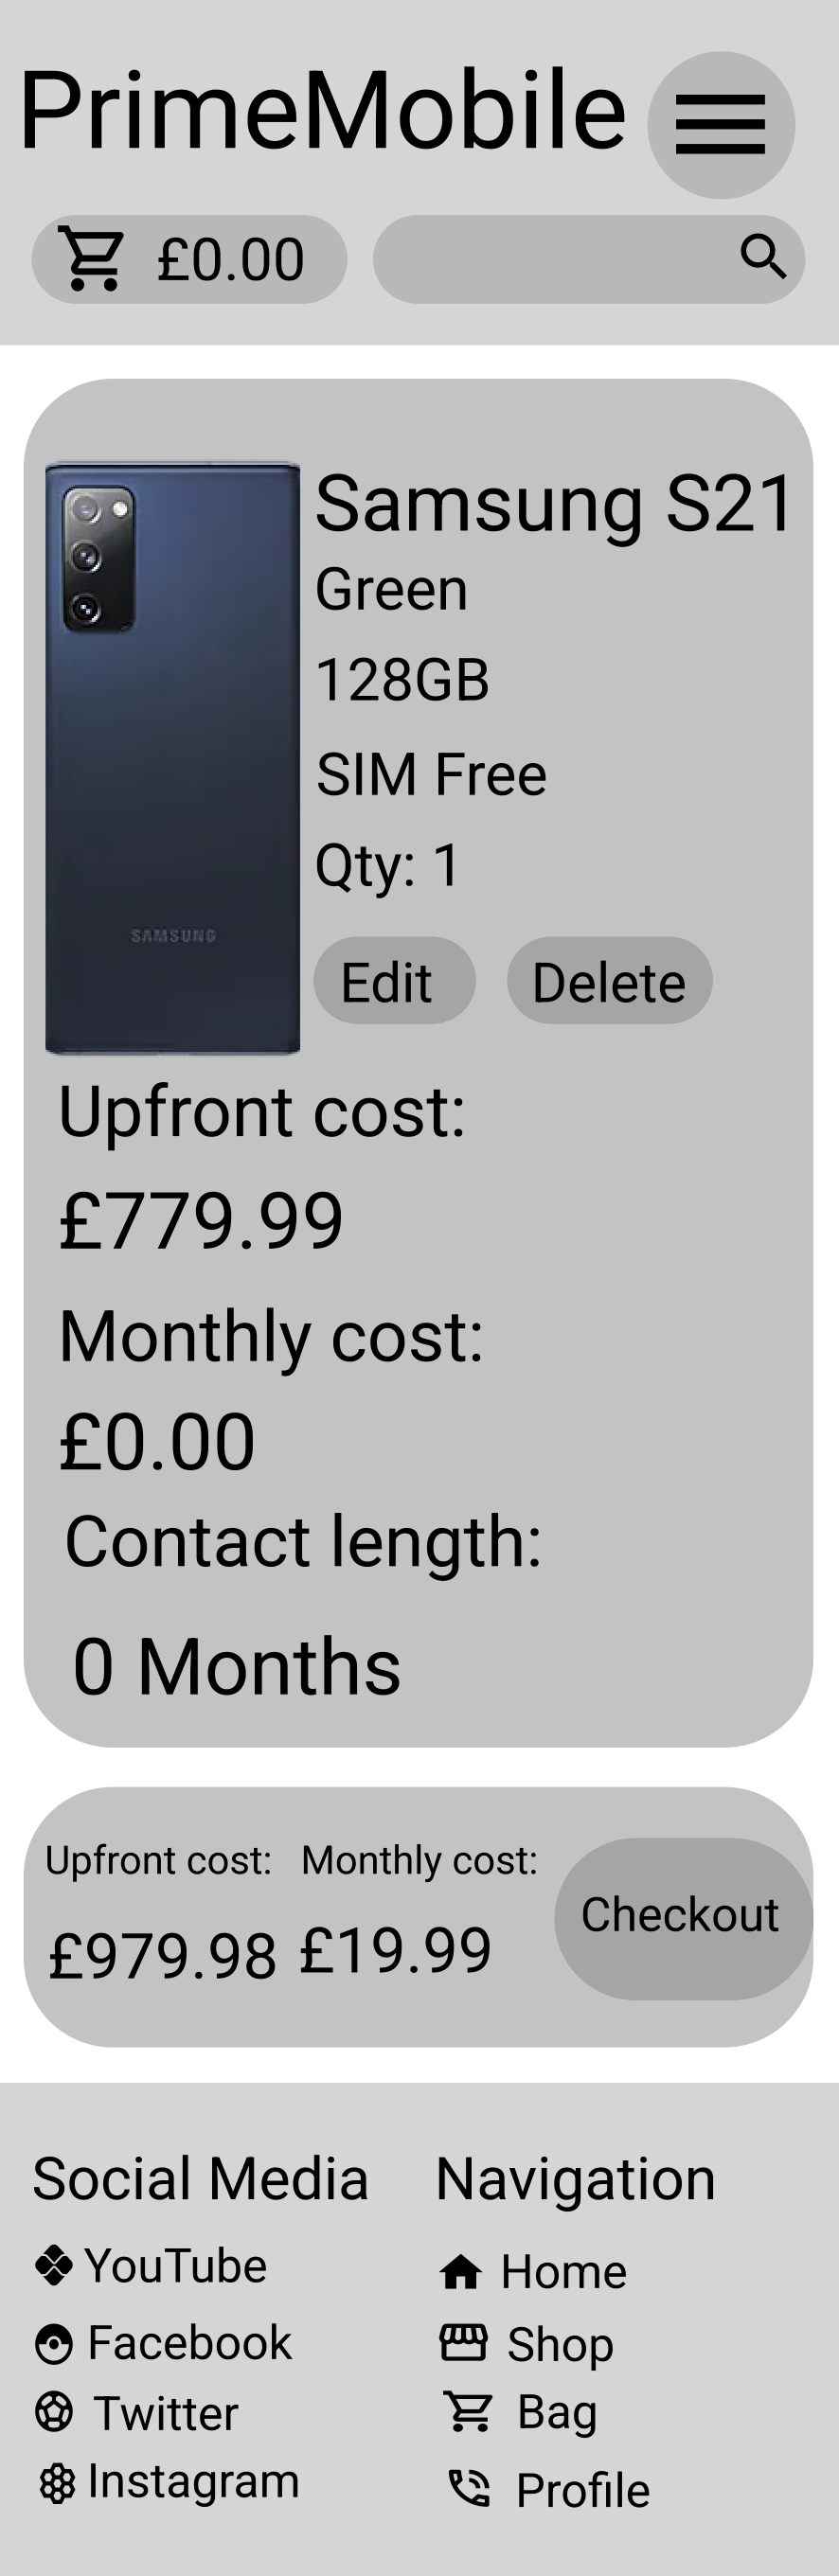 PrimeMobile
£0.00
Samsung S21
Green
128GB
SIM Free
Qty: 1
Edit Delete
SAMSUNG
Upfront cost:
£779.99
Monthly cost:
£0.00
Contact length:
0 Months
Upfront cost: Monthly cost:
£979.98 £19.99
Checkout
Social Media
YouTube
Facebook
Twitter
Instagram
Navigation
Home
Shop
Bag
Profile